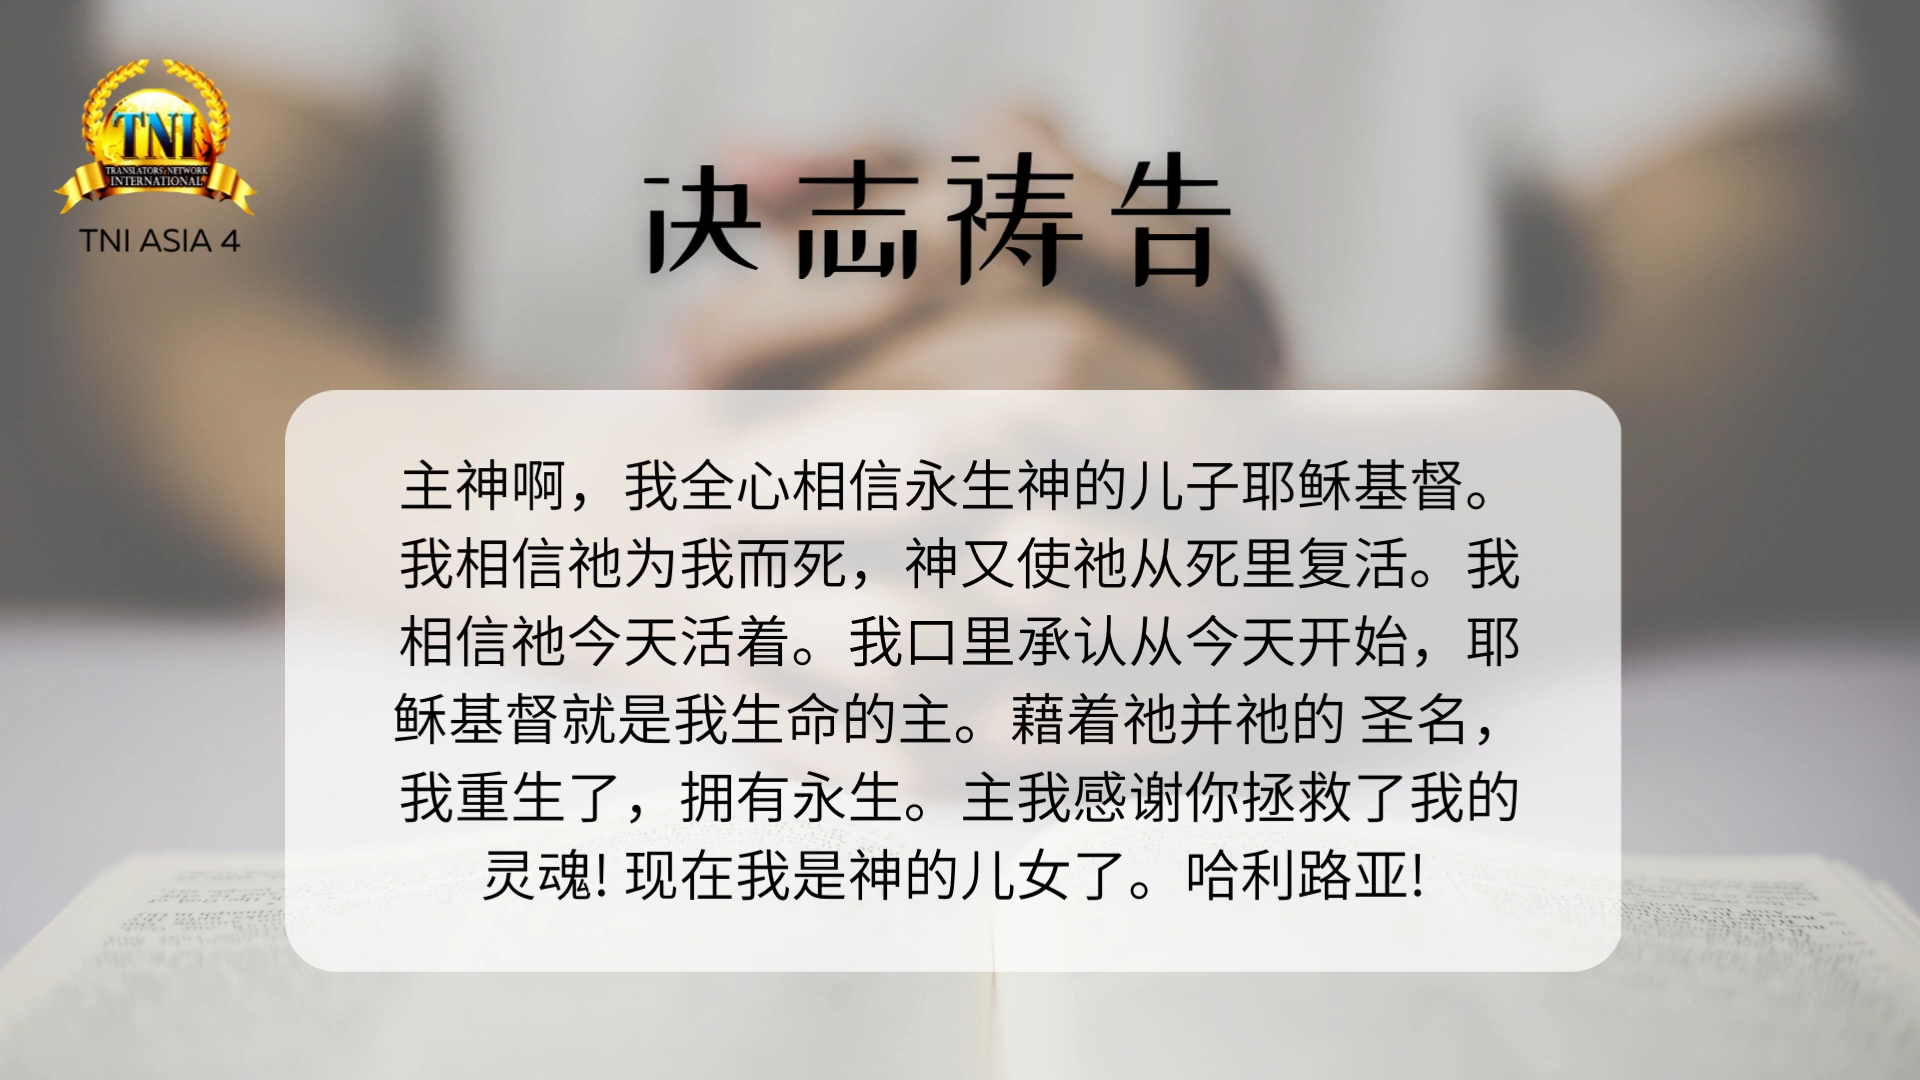 TNI
TRANSLATORS NETWORK
INTERNATIONAL
TNI ASIA 4
决志祷告
主神啊，我全心相信永生神的儿子耶稣基督。
我相信祂为我而死，神又使祂从死里复活。我
相信祂今天活着。我口里承认从今天开始，耶
稣基督就是我生命的主。藉着祂并祂的 圣名，
我重生了，拥有永生。主我感谢你拯救了我的
灵魂! 现在我是神的儿女了。哈利路亚!